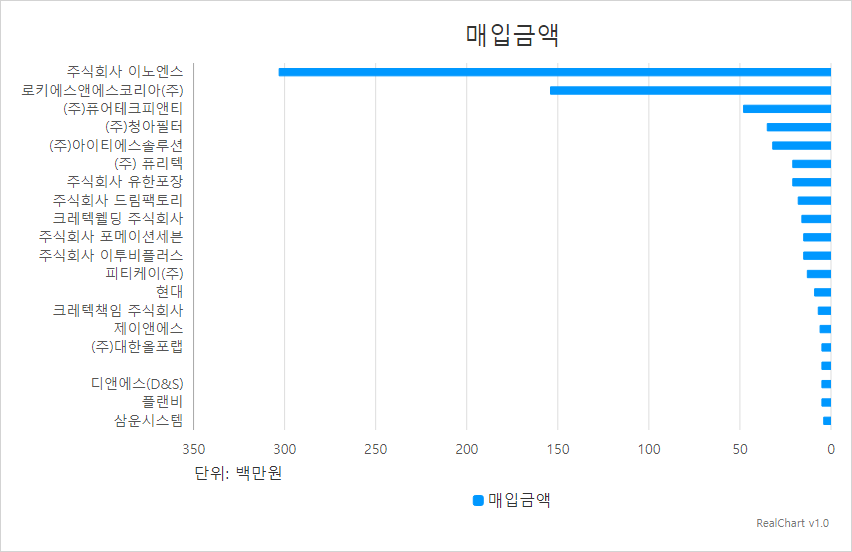 매입금액
주식회사 이노엔스
로키에스앤에스코리아(주)
(주)퓨어테크피앤티
(주)청아필터
(주)아이티에스솔루션
(주) 퓨리텍
주식회사 유한포장
주식회사 드림팩토리
크레텍웰딩 주식회사
주식회사 포메이션세븐
주식회사 이투비플러스
피티케이(주)
현대
크레텍책임 주식회사
제이앤에스
(주)대한올포랩
디앤에스(D&S)
플랜비
삼운시스템
350 300 250 200 150 100 50 0
단위: 백만원
매입금액
RealChart v1.0